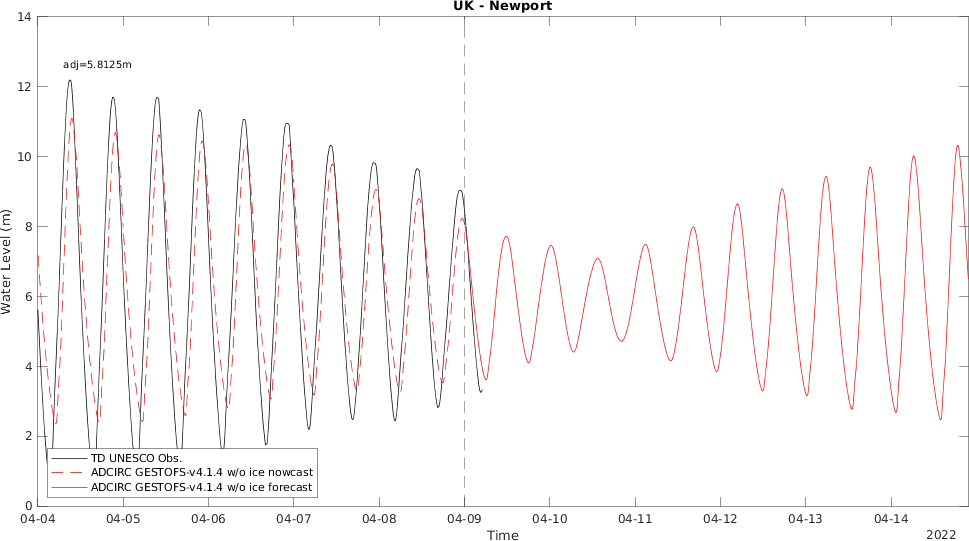 UK - Newport
14
12
10
8
6
4
2
0
Water Level (m)
adj=5.8125m
TD UNESCO Obs.
ADCIRC GESTOFS-v4.1.4 w/o ice nowcast
ADCIRC GESTOFS-v4.1.4 w/o ice forecast
04-04 04-05 04-06 04-07 04-08 04-09 04-10 04-11 04-12 04-13 04-14
Time
2022